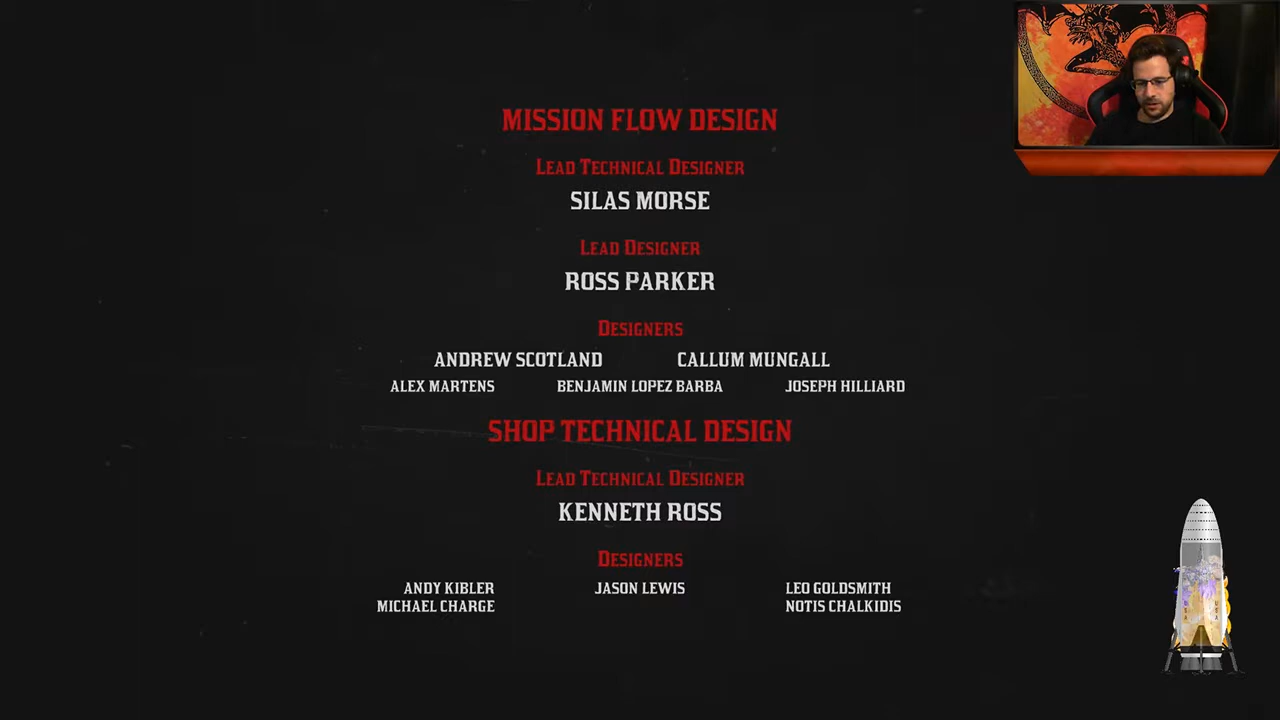 MISSION FLOW DESIGN
LEAD TECHNICAL DESIGNER
SILAS MORSE
LEAD DESIGNER
ROSS PARKER
DESIGNERS
ANDREW SCOTLAND CALLUM MUNGALL
ALEX MARTENS BENJAMIN LOPEZ BARBA JOSEPH HILLIARD
SHOP TECHNICAL DESIGN
LEAD TECHNICAL DESIGNER
KENNETH ROSS
DESIGNERS
ANDY KIBLER JASON LEWIS LEO GOLDSMITH
MICHAEL CHARGE NOTIS CHALKIDIS